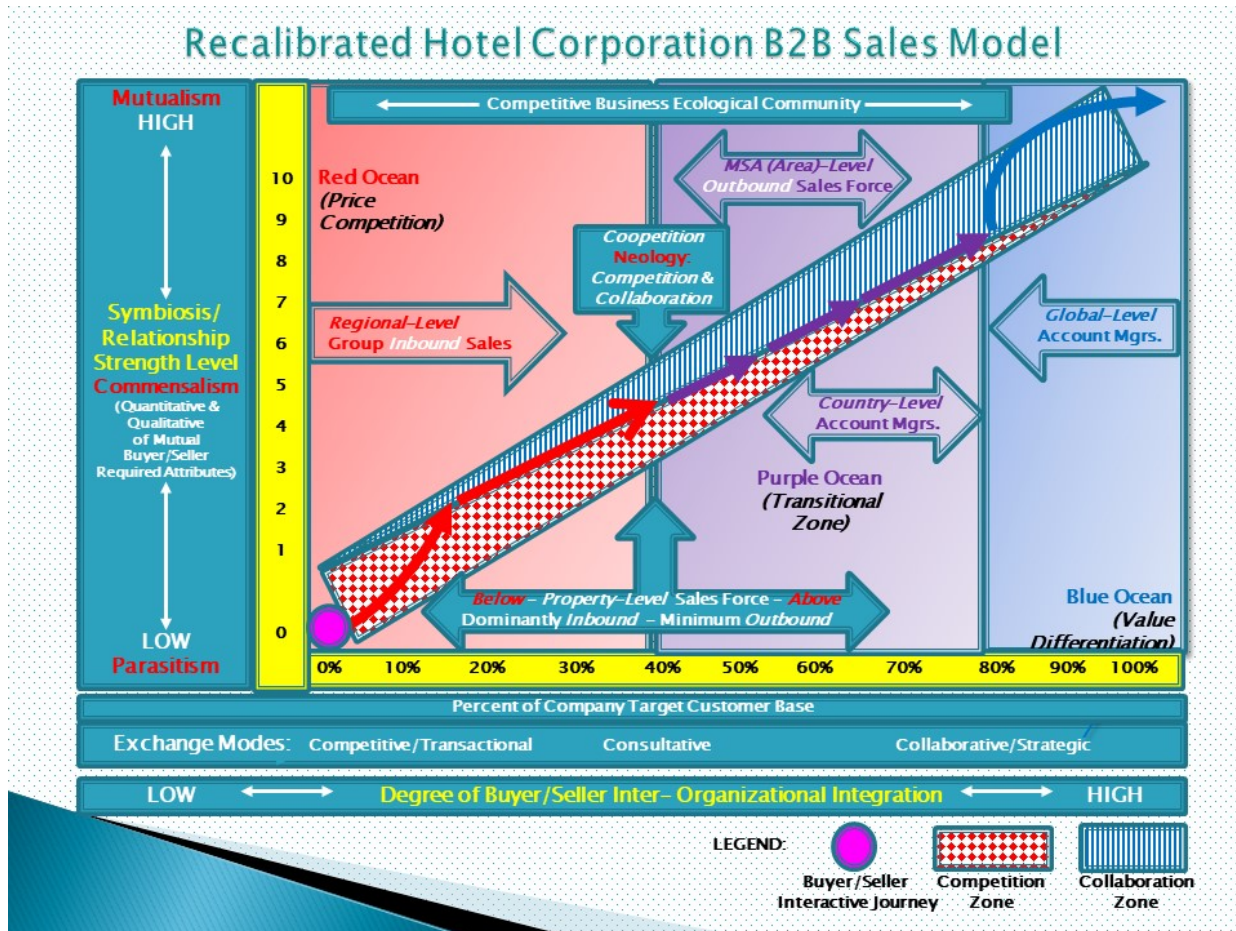 Recalibrated Hotel Corporation B2B Sales Model
Mutualism
HIGH
Symbiosis/
Relationship
Strength Level
Commensalism
(Quantitative &
Qualitative
of Mutual
Buyer/Seller
Required Attributes)
LOW
Parasitism
10
9
8
7
6
5
4
3
2
1
0
Competitive Business Ecological Community
Red Ocean
(Price
Competition)
MSA (Area)-Level
Outbound Sales Force
Coopetition
Neology:
Competition &
Collaboration
Regional-Level
Group Inbound Sales
Global-Level
Account Mgrs.
Country-Level
Account Mgrs.
Purple Ocean
(Transitional
Zone)
Below - Property-Level Sales Force - Above
Dominantly Inbound - Minimum Outbound
Blue Ocean
(Value
Differentiation)
0% 10% 20% 30% 40% 50% 60% 70% 80% 90% 100%
Percent of Company Target Customer Base
Exchange Modes: Competitive/Transactional Consultative Collaborative/Strategic
LOW Degree of Buyer/Seller Inter- Organizational Integration HIGH
LEGEND:
Buyer/Seller
Interactive Journey
Competition
Zone
Collaboration
Zone